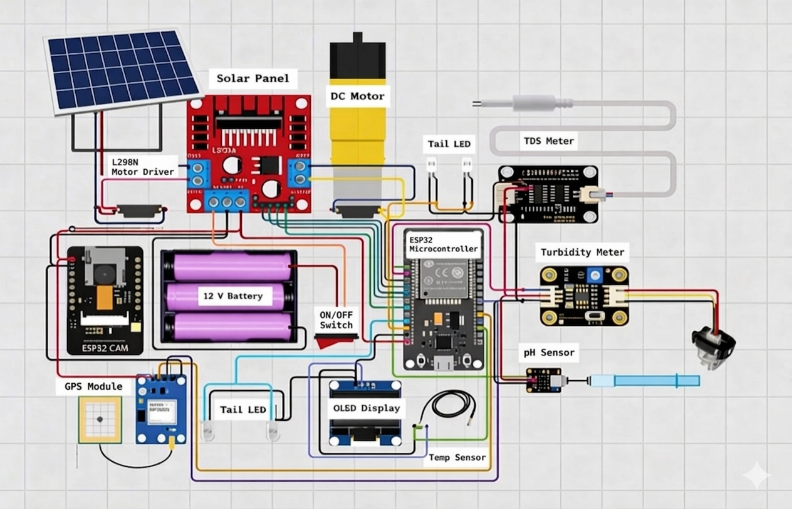 Solar Panel
DC Motor
L298N
Motor Driver
Tail LED
TDS Meter
ESP32
Microcontroller
Turbidity Meter
12 V Battery
ON/OFF
Switch
ESP32 CAM
pH Sensor
GPS Module
Tail LED
OLED Display
Temp Sensor